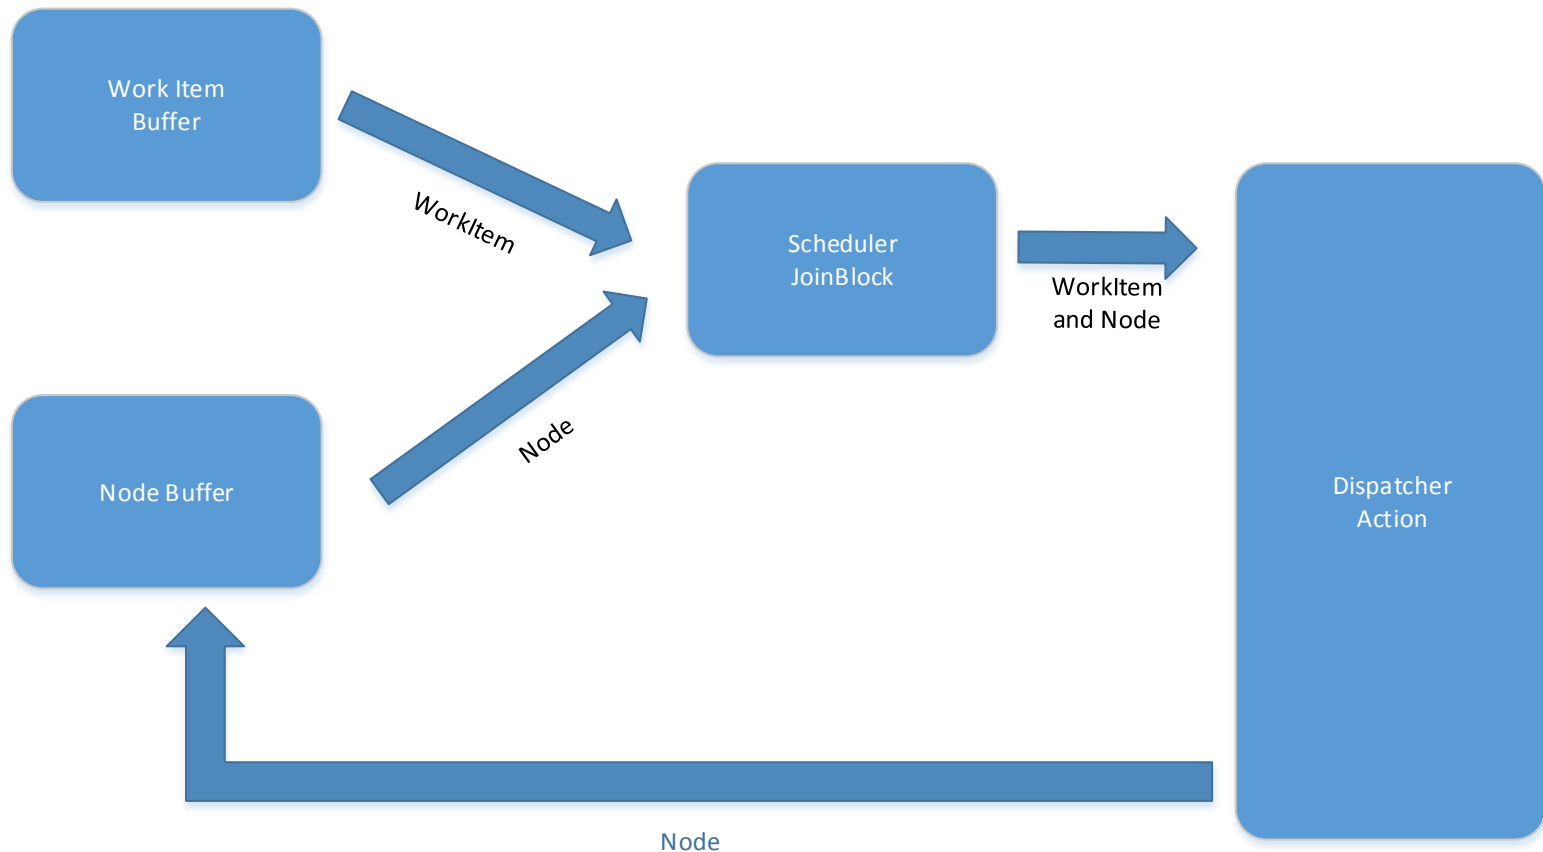 Work Item
Buffer
WorkItem
Scheduler
JoinBlock
WorkItem
and Node
Node
Node Buffer
Dispatcher
Action
Node